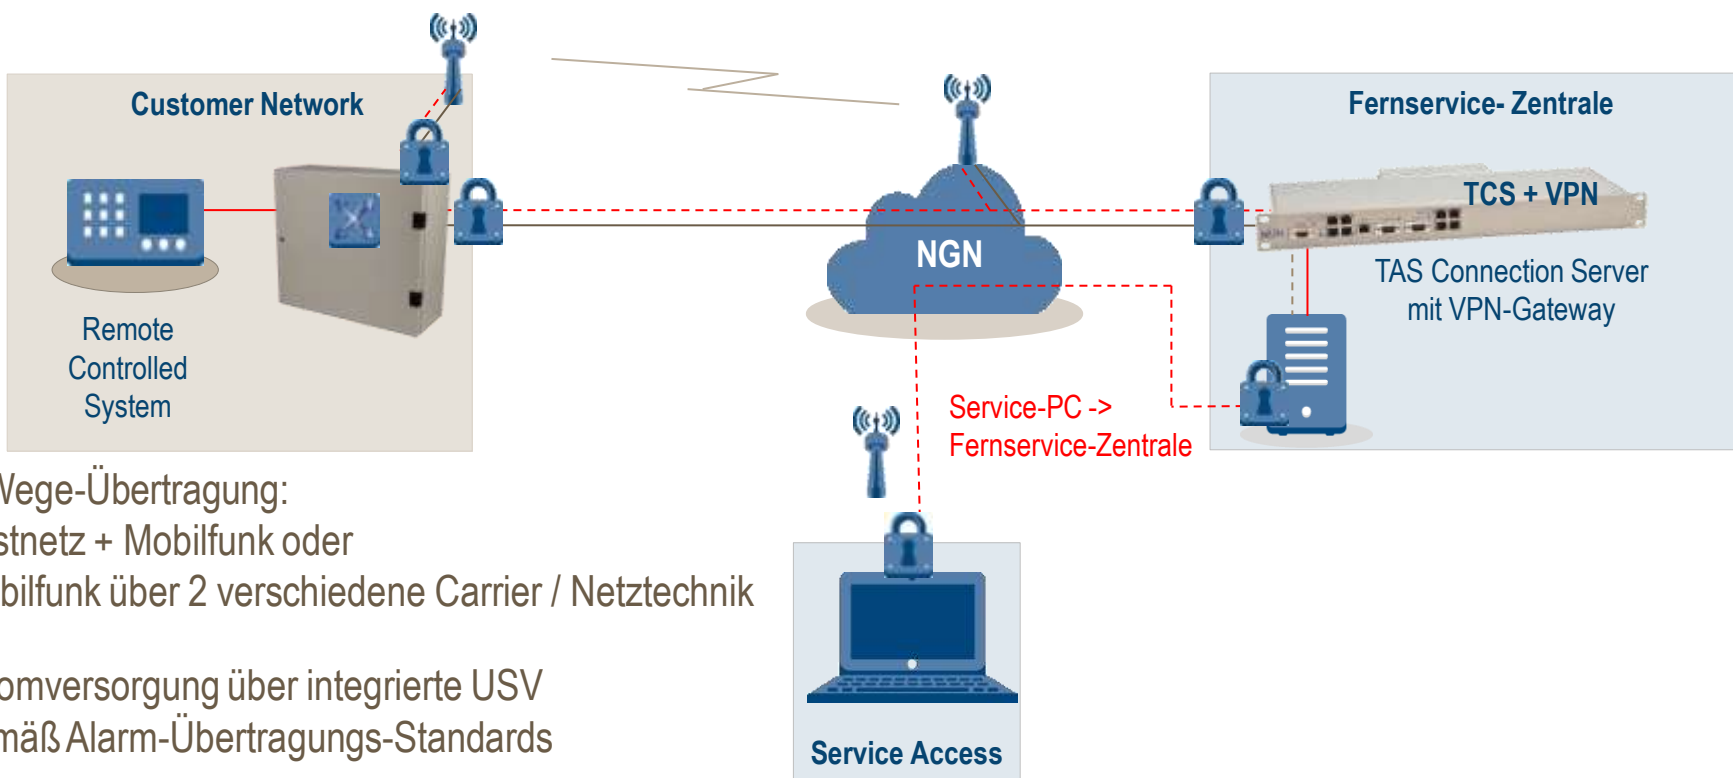 Customer Network
Fernservice- Zentrale
TCS + VPN
NGN
TAS Connection Server
mit VPN-Gateway
Remote
Controlled
System
Service-PC ->
Fernservice-Zentrale
Wege-Übertragung:
stnetz + Mobilfunk oder
bilfunk über 2 verschiedene Carrier / Netztechnik
omversorgung über integrierte USV
mäß Alarm-Übertragungs-Standards
Service Access